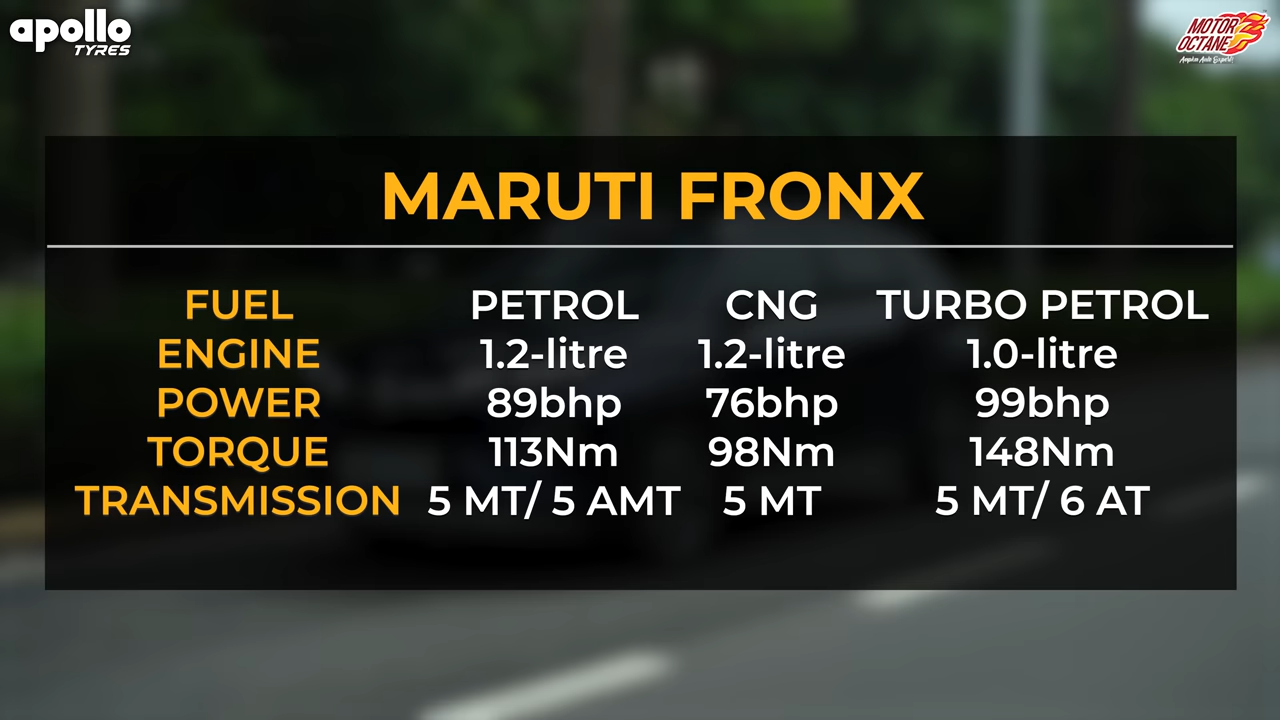 apollo
TYRES
MOTOR
OCTANE
MARUTI FRONX
FUEL PETROL CNG TURBO PETROL
ENGINE 1.2-litre 1.2-litre 1.0-litre
POWER 89bhp 76bhp 99bhp
TORQUE 113Nm 98Nm 148Nm
TRANSMISSION 5 MT/ 5 AMT 5 MT 5 MT/ 6 AT